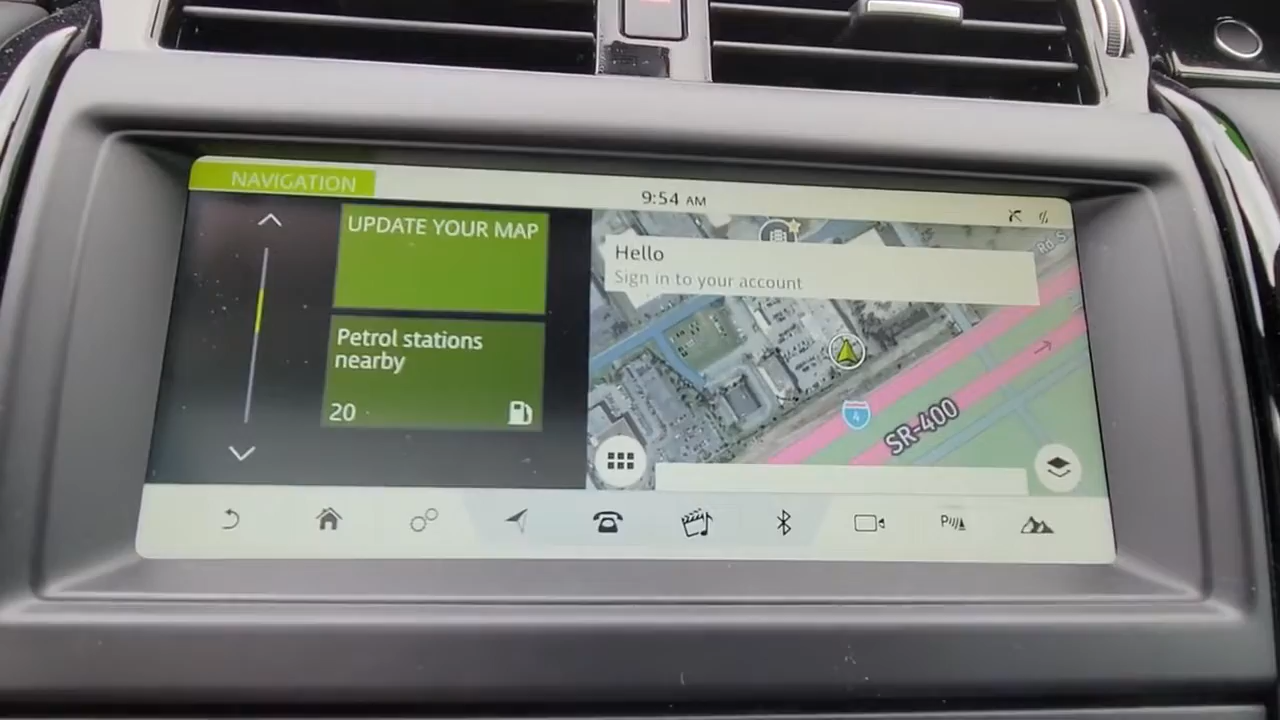 NAVIGATION
9:54 AM
UPDATE YOUR MAP
Petrol stations
nearby
20
Hello
Sign in to your account
Rd S
4
SR-400
P